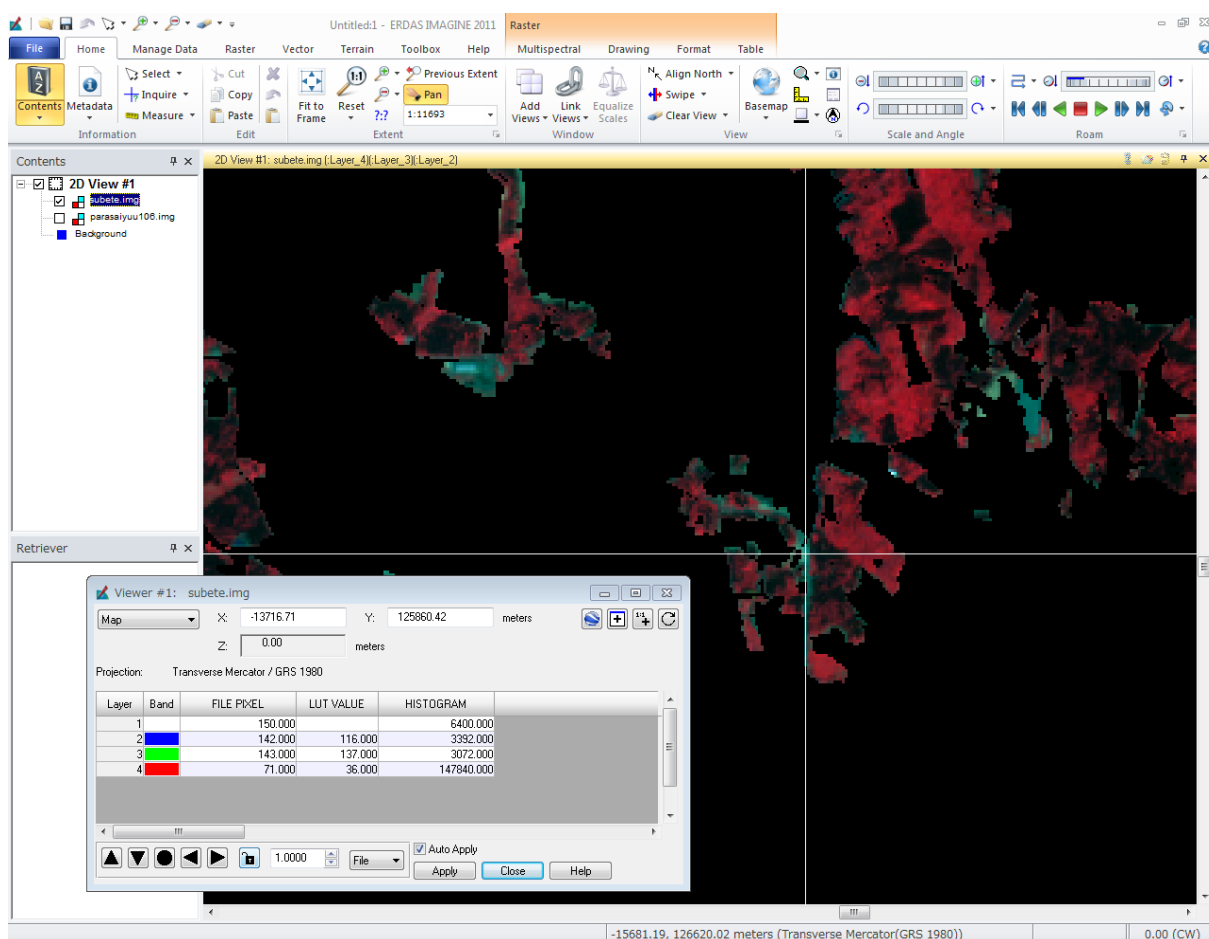 Untitled:1 - ERDAS IMAGINE 2011
Raster
File Home Manage Data Raster Vector Terrain Toolbox Help Multispectral Drawing Format Table
Contents
Metadata
Select
Inquire
Measure
Information
Cut
Copy
Paste
Edit
Fit to Frame
1:1
Reset
Previous Extent
Pan
?:?
1:11693
Extent
Add Views
Link Views
Equalize Scales
Window
Align North
Swipe
Clear View
Basemap
View
Scale and Angle
Roam
Contents
2D View #1: subete.img (:Layer_4)(:Layer_3)(:Layer_2)
2D View #1
subete.img
parasaiyuu106.img
Background
Retriever
Viewer #1: subete.img
Map X: -13716.71 Y: 125860.42 meters
Z: 0.00 meters
Projection: Transverse Mercator / GRS 1980
Layer Band FILE PIXEL LUT VALUE HISTOGRAM
1 150.000 6400.000
2 142.000 116.000 3392.000
3 143.000 137.000 3072.000
4 71.000 36.000 147840.000
1.0000 File Auto Apply
Apply Close Help
-15681.19, 126620.02 meters (Transverse Mercator(GRS 1980)) 0.00 (CW)